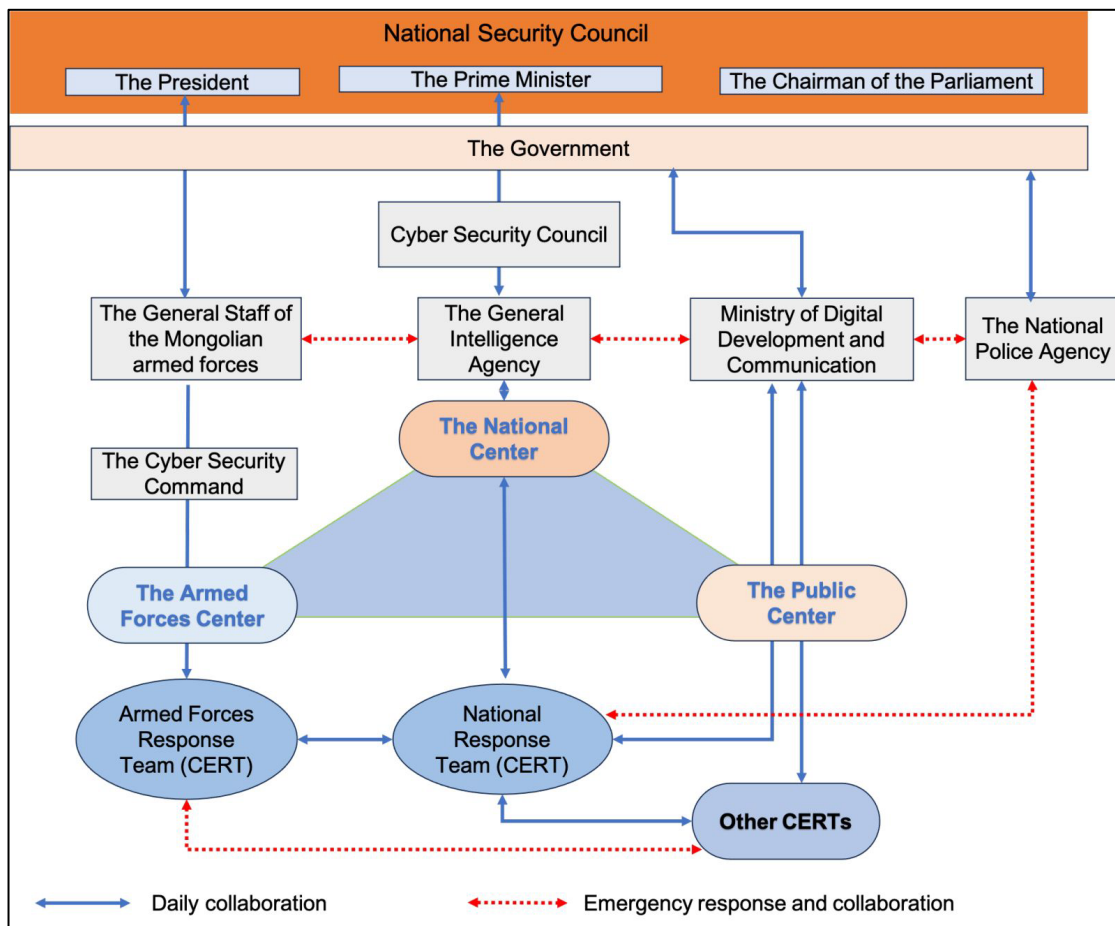 National Security Council
The President
The Prime Minister
The Chairman of the Parliament
The Government
Cyber Security Council
The General Staff of
the Mongolian
armed forces
The General
Intelligence
Agency
Ministry of Digital
Development and
Communication
The National
Police Agency
The National
Center
The Cyber Security
Command
The Armed
Forces Center
The Public
Center
Armed Forces
Response
Team (CERT)
National
Response
Team (CERT)
Other CERTs
Daily collaboration
Emergency response and collaboration